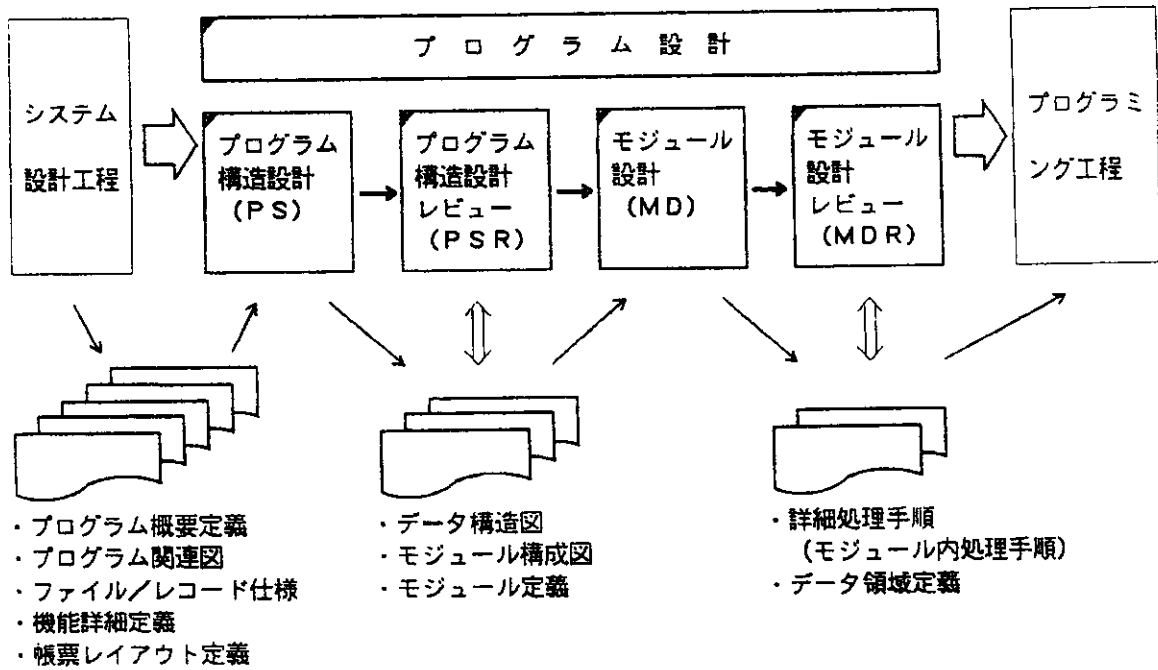 プログラム設計
システム
設計工程
プログラム
構造設計
(PS)
プログラム
構造設計
レビュー
(PSR)
モジュール
設計
(MD)
モジュール
設計
レビュー
(MDR)
プログラミ
ング工程
・プログラム概要定義
・プログラム関連図
・ファイル/レコード仕様
・機能詳細定義
・帳票レイアウト定義
・データ構造図
・モジュール構成図
・モジュール定義
・詳細処理手順
(モジュール内処理手順)
・データ領域定義